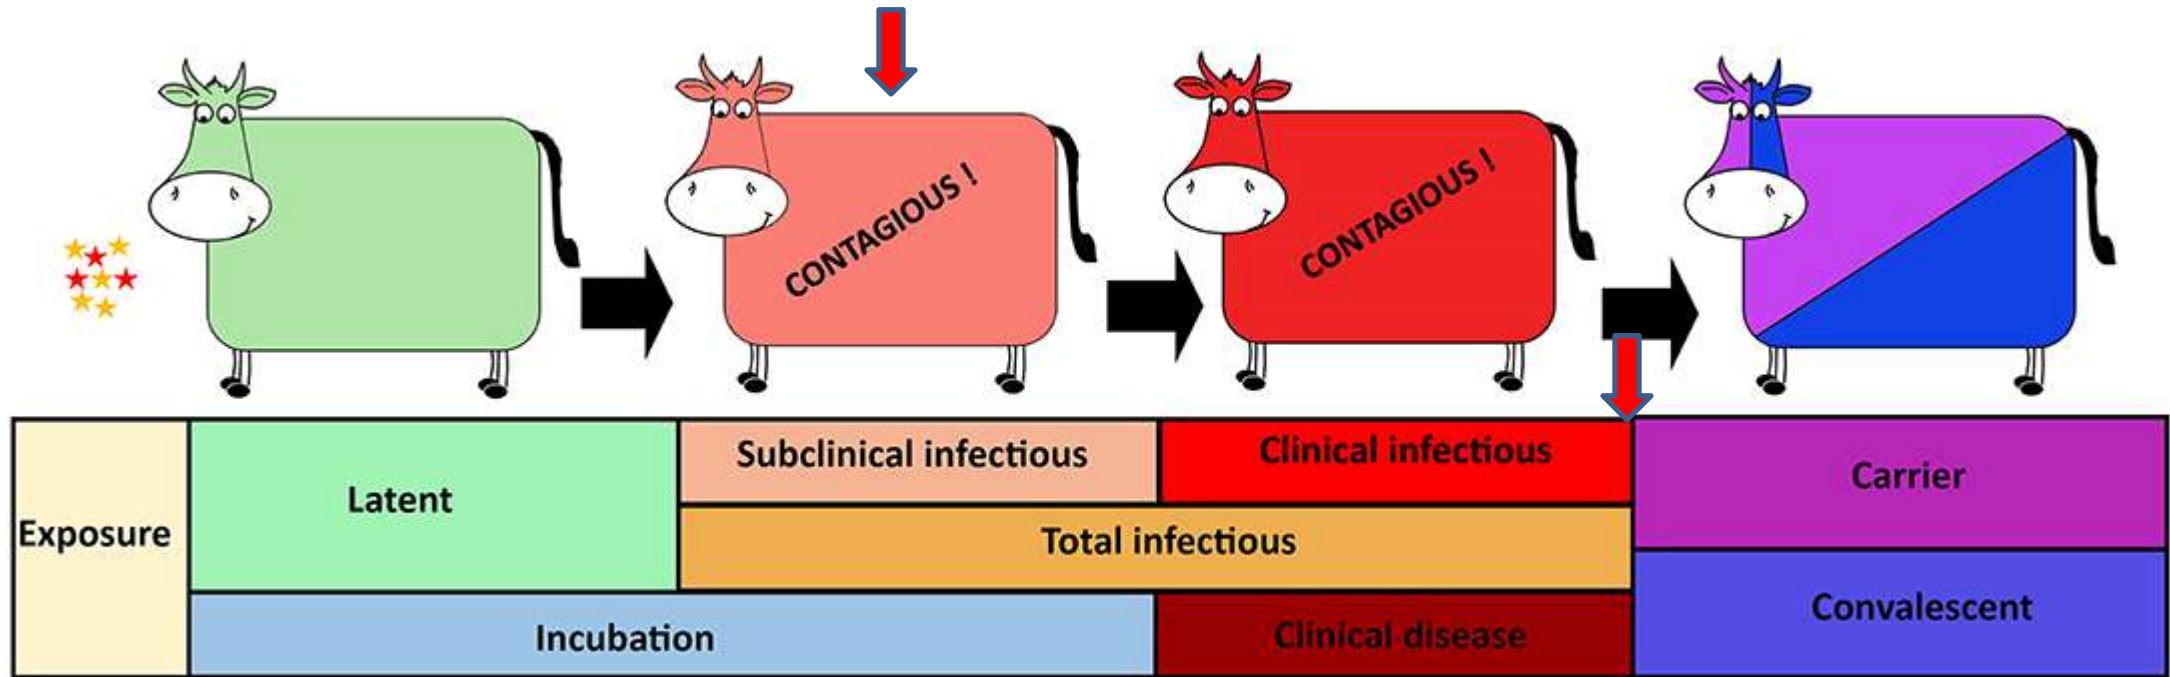 CONTAGIOUS !
CONTAGIOUS !
Exposure
Latent
Subclinical infectious
Clinical infectious
Total infectious
Incubation
Clinical disease
Carrier
Convalescent